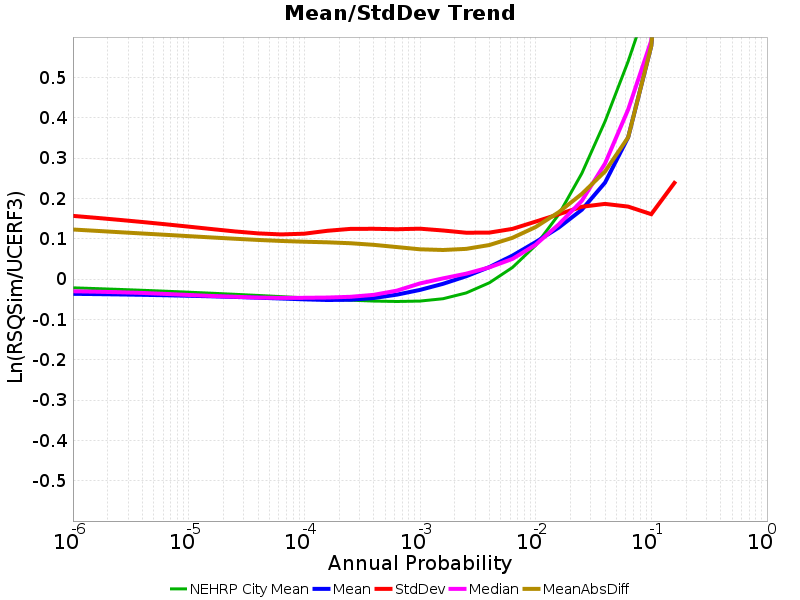 Mean/StdDev Trend
Ln(RSQSim/UCERF3)
0.5
0.4
0.3
0.2
0.1
0
-0.1
-0.2
-0.3
-0.4
-0.5
10^-6 10^-5 10^-4 10^-3 10^-2 10^-1 10^0
Annual Probability
NEHRP City Mean Mean StdDev Median MeanAbsDiff